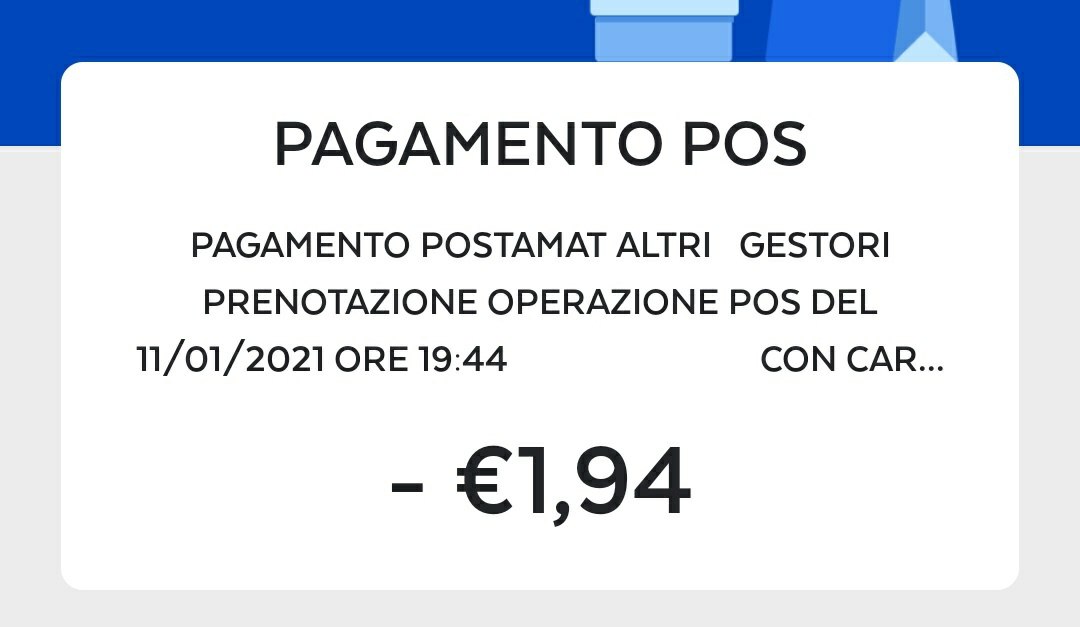 PAGAMENTO POS
PAGAMENTO POSTAMAT ALTRI GESTORI
PRENOTAZIONE OPERAZIONE POS DEL
11/01/2021 ORE 19:44 CON CAR...
- €1,94